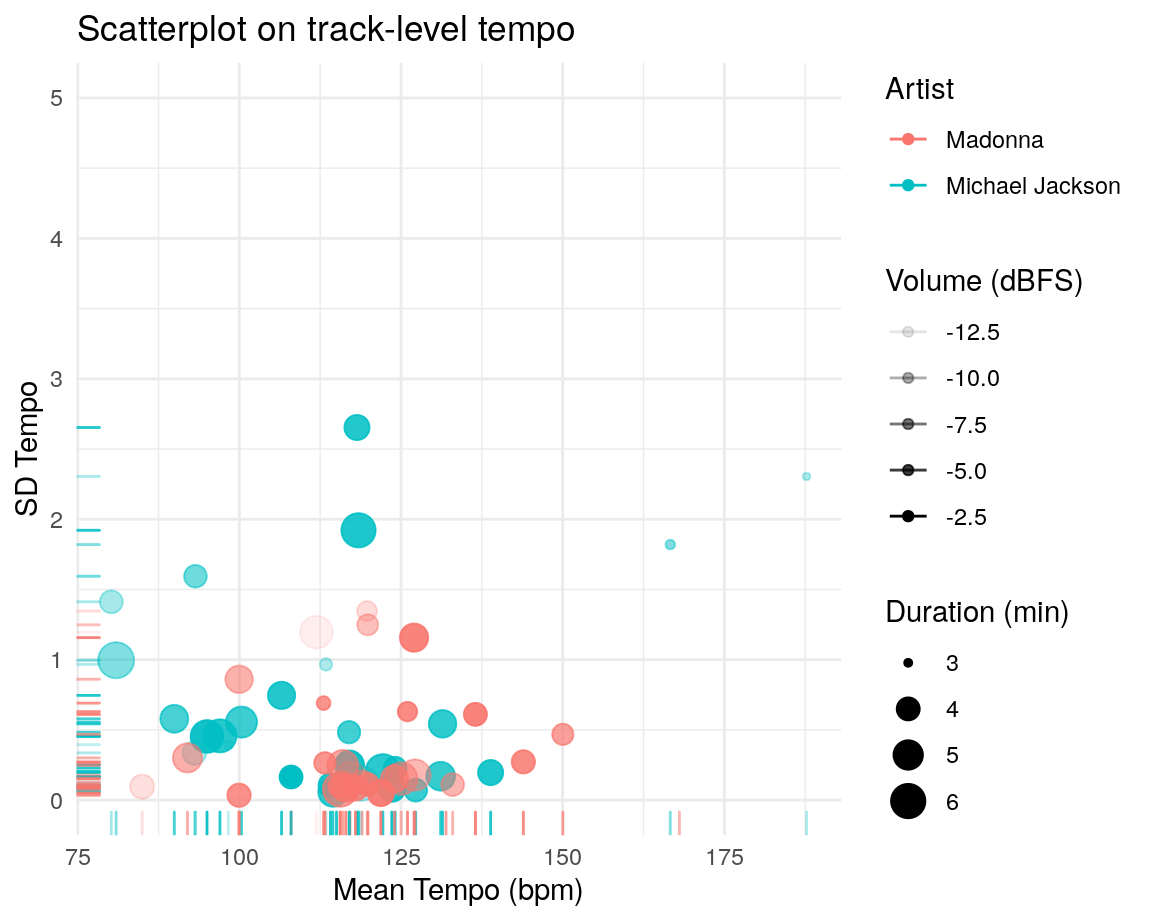 Scatterplot on track-level tempo
5
4
3
2
1
0
SD Tempo
75
100
125
150
175
Mean Tempo (bpm)
Artist
Madonna
Michael Jackson
Volume (dBFS)
-12.5
-10.0
-7.5
-5.0
-2.5
Duration (min)
3
4
5
6